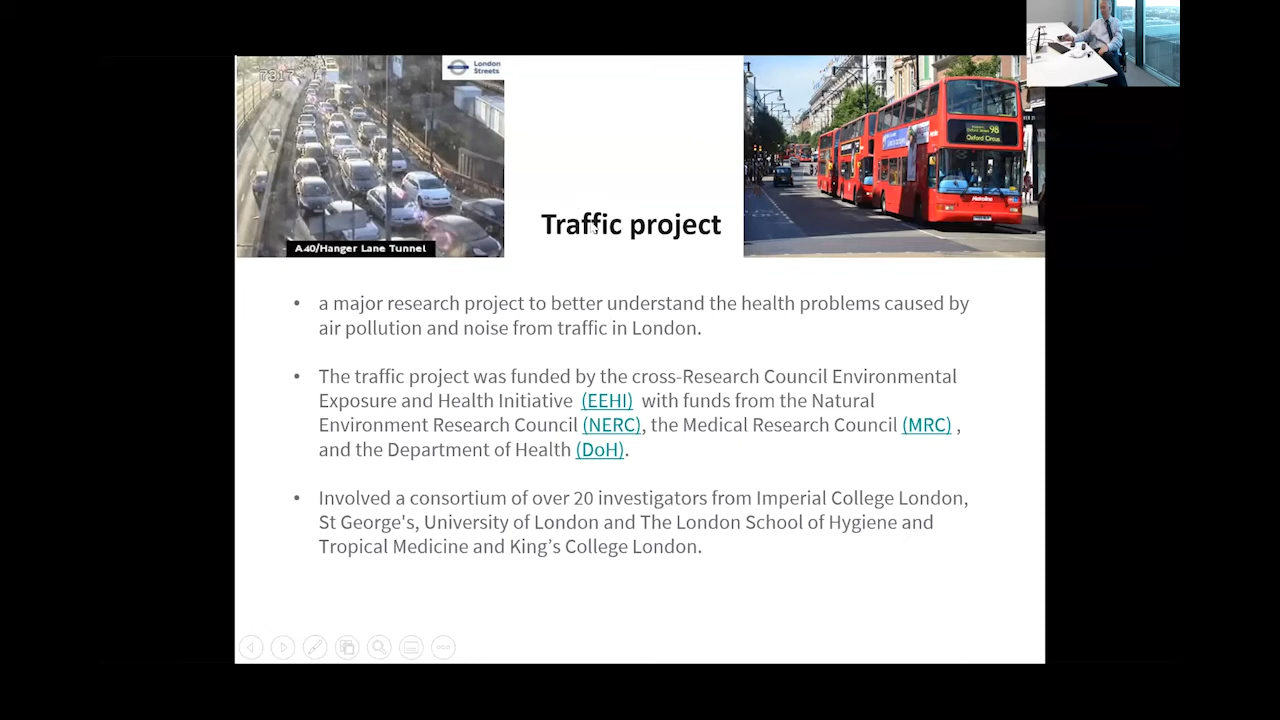 7317
London
Streets
A40/Hanger Lane Tunnel
98
Oxford Circus
Metroline
Traffic project
• a major research project to better understand the health problems caused by
air pollution and noise from traffic in London.
• The traffic project was funded by the cross-Research Council Environmental
Exposure and Health Initiative (EEHI) with funds from the Natural
Environment Research Council (NERC), the Medical Research Council (MRC) ,
and the Department of Health (DoH).
• Involved a consortium of over 20 investigators from Imperial College London,
St George's, University of London and The London School of Hygiene and
Tropical Medicine and King’s College London.